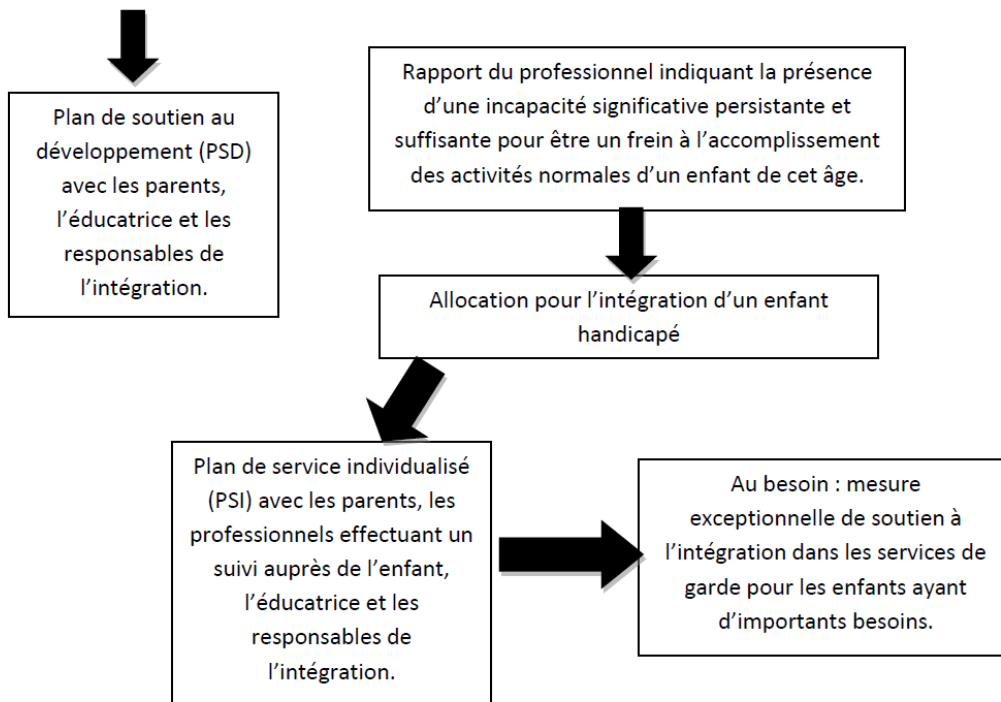 Plan de soutien au
développement (PSD)
avec les parents,
l’éducatrice et les
responsables de
l’intégration.
Rapport du professionnel indiquant la présence
d’une incapacité significative persistante et
suffisante pour être un frein à l’accomplissement
des activités normales d’un enfant de cet âge.
Allocation pour l’intégration d’un enfant
handicapé
Plan de service individualisé
(PSI) avec les parents, les
professionnels effectuant un
suivi auprès de l’enfant,
l’éducatrice et les
responsables de
l’intégration.
Au besoin : mesure
exceptionnelle de soutien à
l’intégration dans les services de
garde pour les enfants ayant
d’importants besoins.